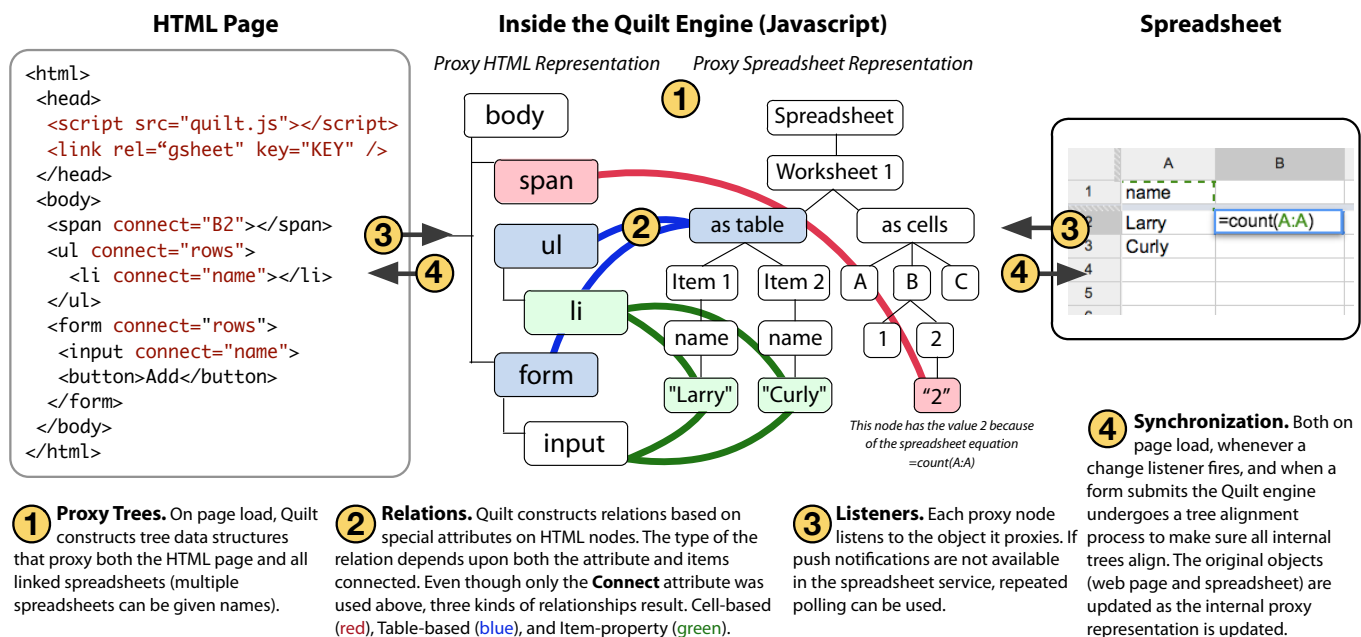 HTML Page
Inside the Quilt Engine (Javascript)
Spreadsheet
<html>
<head>
<script src="quilt.js"></script>
<link rel=“gsheet" key="KEY" />
</head>
<body>
<span connect="B2"></span>
<ul connect="rows">
<li connect="name"></li>
</ul>
<form connect="rows">
<input connect="name">
<button>Add</button>
</form>
</body>
</html>
3
4
Proxy HTML Representation
Proxy Spreadsheet Representation
1
body
span
ul
li
form
input
2
Spreadsheet
Worksheet 1
as table
as cells
Item 1
Item 2
A
B
C
name
name
1
2
"Larry"
"Curly"
“2”
This node has the value 2 because
of the spreadsheet equation
=count(A:A)
3
4
A
B
1
name
2
Larry
=count(A:A)
3
Curly
4
5
1 Proxy Trees. On page load, Quilt
constructs tree data structures
that proxy both the HTML page and all
linked spreadsheets (multiple
spreadsheets can be given names).
2 Relations. Quilt constructs relations based on
special attributes on HTML nodes. The type of the
relation depends upon both the attribute and items
connected. Even though only the Connect attribute was
used above, three kinds of relationships result. Cell-based
(red), Table-based (blue), and Item-property (green).
3 Listeners. Each proxy node
listens to the object it proxies. If
push notifications are not available
in the spreadsheet service, repeated
polling can be used.
4 Synchronization. Both on
page load, whenever a
change listener fires, and when a
form submits the Quilt engine
undergoes a tree alignment
process to make sure all internal
trees align. The original objects
(web page and spreadsheet) are
updated as the internal proxy
representation is updated.